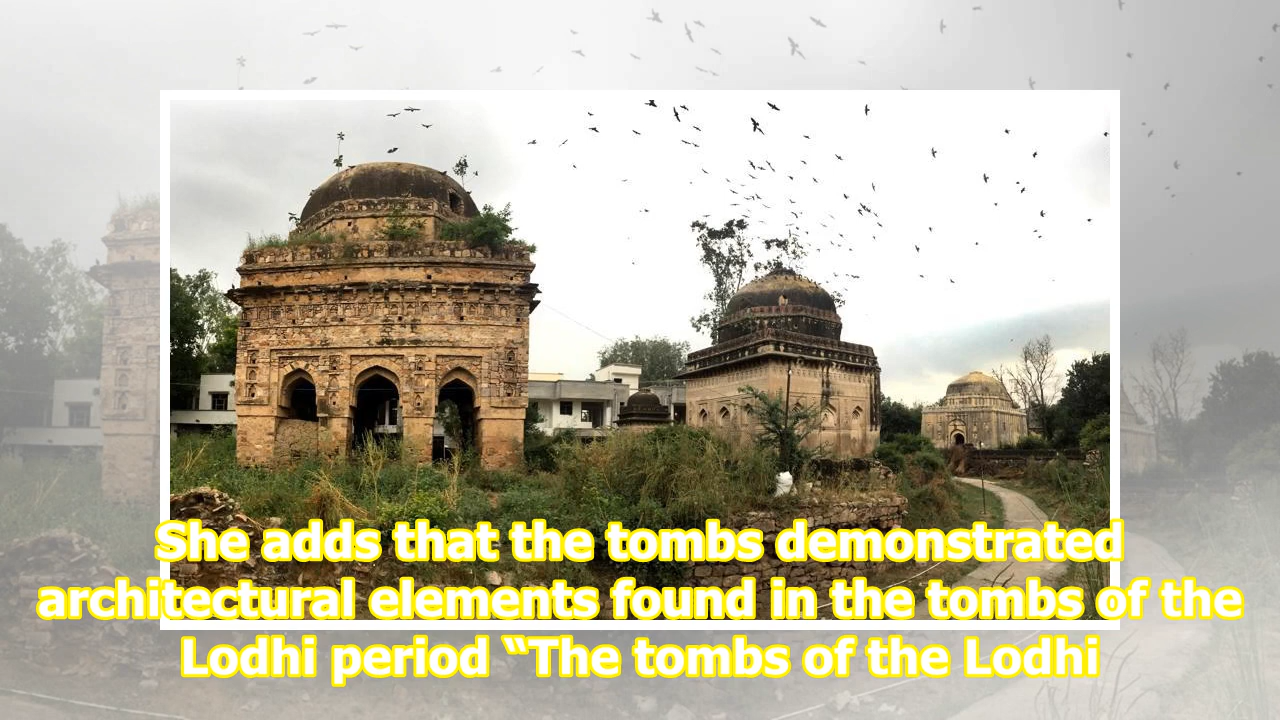 She adds that the tombs demonstrated
architectural elements found in the tombs of the
Lodhi period “The tombs of the Lodhi